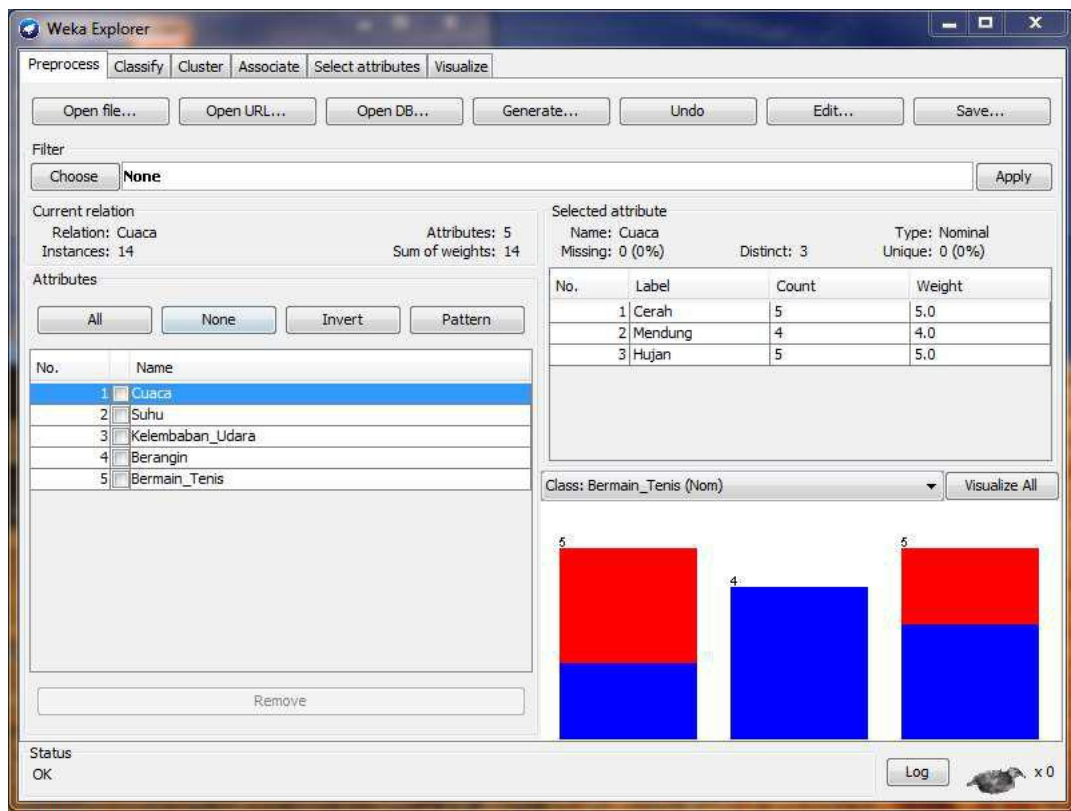 Weka Explorer
Preprocess Classify Cluster Associate Select attributes Visualize
Open file... Open URL... Open DB... Generate... Undo Edit... Save...
Filter
Choose None Apply
Current relation
Relation: Cuaca Attributes: 5
Instances: 14 Sum of weights: 14
Selected attribute
Name: Cuaca Type: Nominal
Missing: 0 (0%) Distinct: 3 Unique: 0 (0%)
Attributes
All None Invert Pattern
No. Name
1 Cuaca
2 Suhu
3 Kelembaban_Udara
4 Berangin
5 Bermain_Tenis
Remove
No. Label Count Weight
1 Cerah 5 5.0
2 Mendung 4 4.0
3 Hujan 5 5.0
Class: Bermain_Tenis (Nom) Visualize All
5 4 5
Status
OK Log x 0